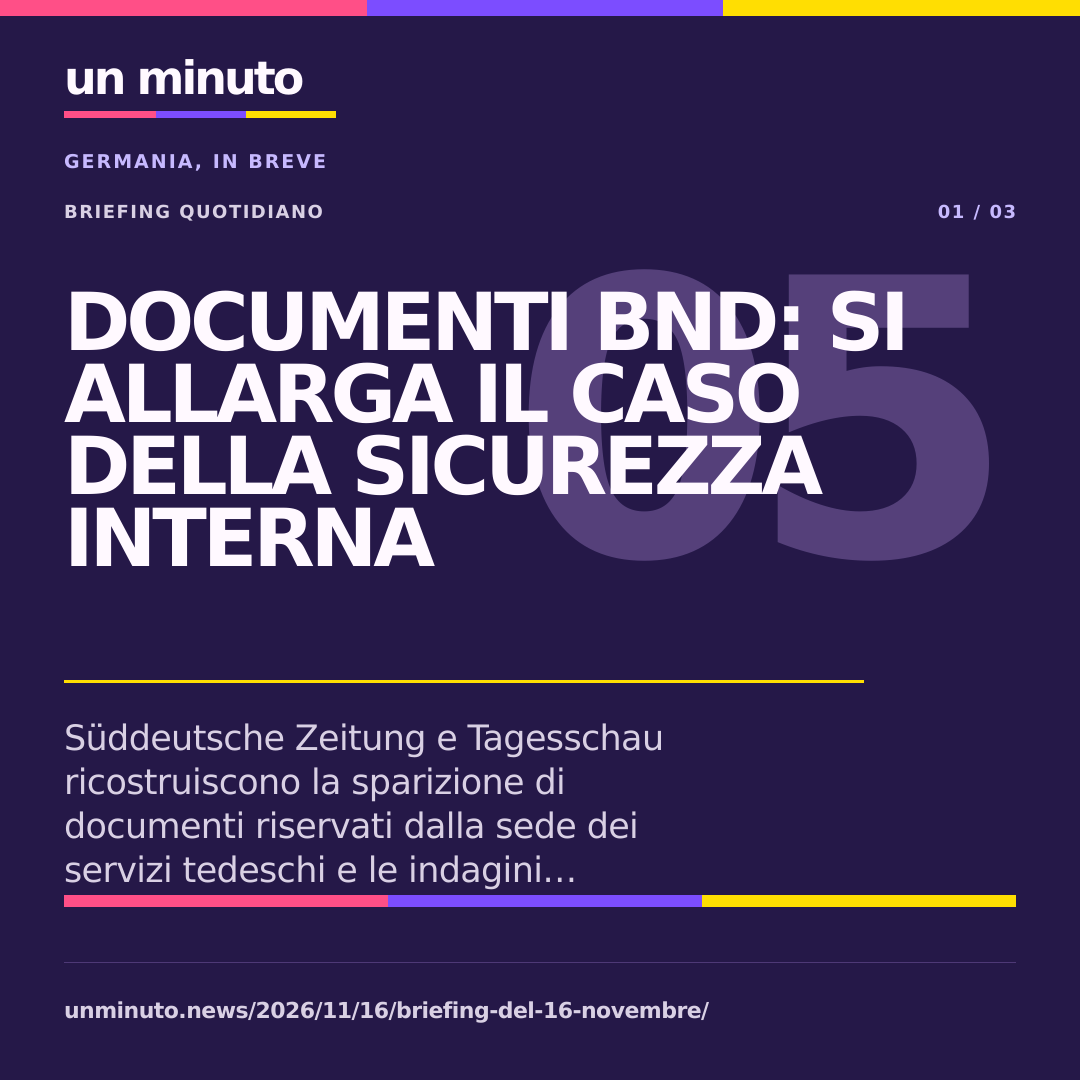 un minuto
GERMANIA, IN BREVE
BRIEFING QUOTIDIANO
01 / 03
05
DOCUMENTI BND: SI
ALLARGA IL CASO
DELLA SICUREZZA
INTERNA
Süddeutsche Zeitung e Tagesschau
ricostruiscono la sparizione di
documenti riservati dalla sede dei
servizi tedeschi e le indagini…
unminuto.news/2026/11/16/briefing-del-16-novembre/